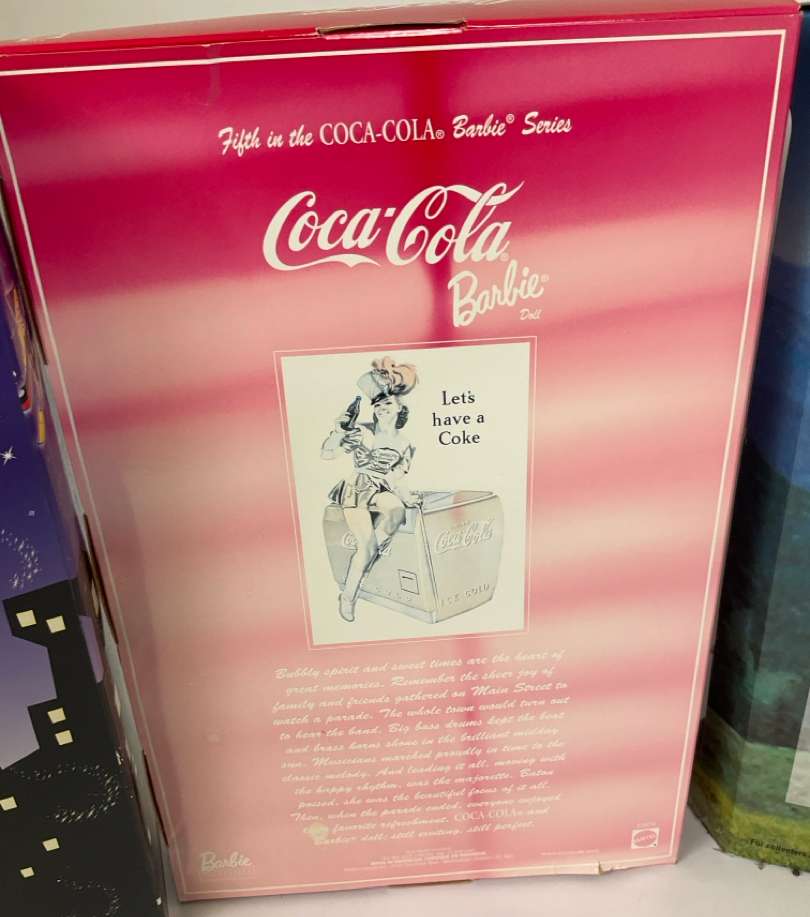 Fifth in the COCA-COLA® Barbie® Series
Coca-Cola®
Barbie®
Doll
Let's
have a
Coke
Coca-Cola
ICE COLD
Bubbly spirit and sweet times are the heart of
great memories. Remember the sheer joy of
family and friends gathered on Main Street to
watch a parade. The whole town would turn out
to hear the band. Big bass drums kept the beat
and brass horns shone in the brilliant midday
sun. Musicians marched proudly in time to the
classic melody. And leading it all, moving with
the happy rhythm, was the majorette. Baton
poised, she was the beautiful focus of it all.
Then, when the parade ended, everyone enjoyed
favorite refreshment. COCA-COLA® and
Barbie® doll: still exciting, still perfect.
Barbie
MATTEL
For collectors